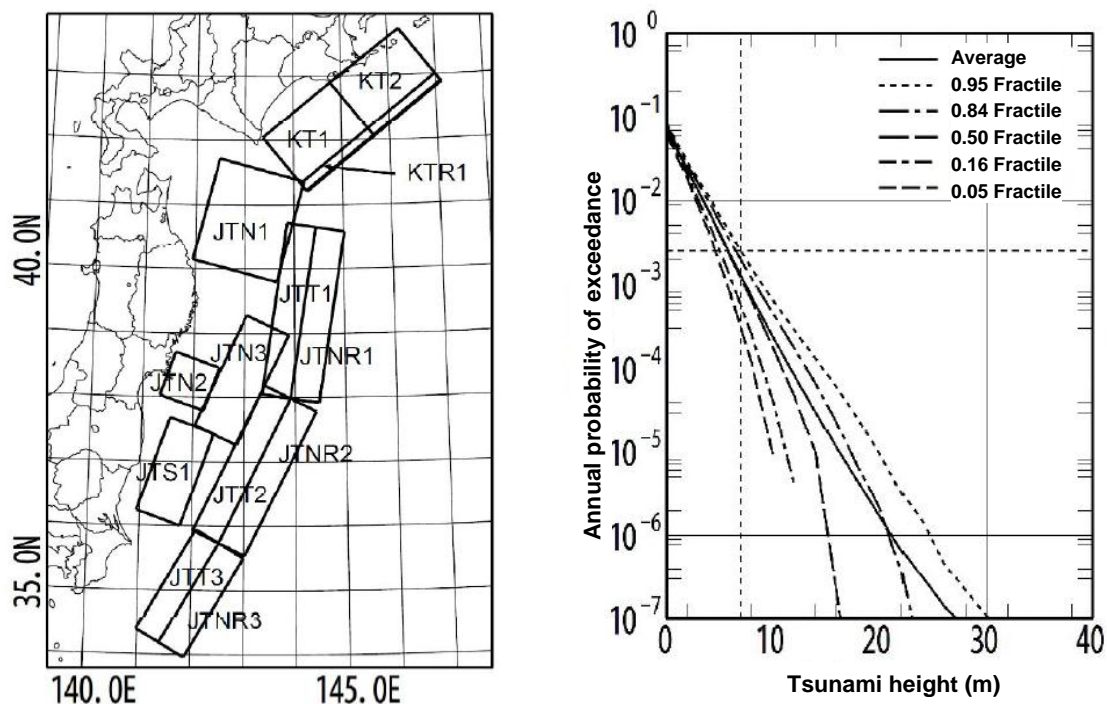 KT2
KT1
KTR1
JTN1
JTT1
JTN3
JTNR1
JTN2
JTNR2
JTS1
JTT2
JTT3
JTNR3
40.0N
35.0N
140.0E
145.0E
Average
0.95 Fractile
0.84 Fractile
0.50 Fractile
0.16 Fractile
0.05 Fractile
Annual probability of exceedance
10⁰
10⁻¹
10⁻²
10⁻³
10⁻⁴
10⁻⁵
10⁻⁶
10⁻⁷
0 10 20 30 40
Tsunami height (m)